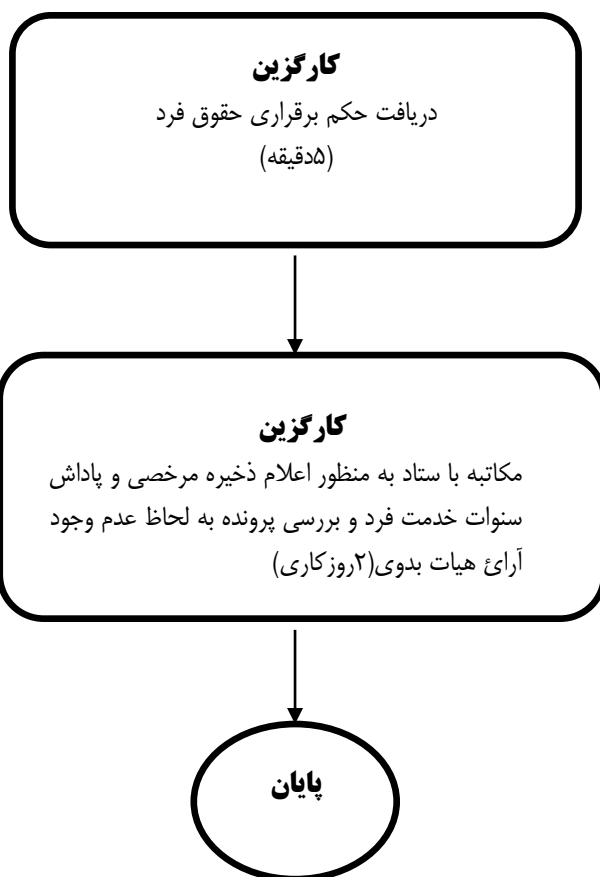 کارگزین
دریافت حکم برقراری حقوق فرد
(۵دقیقه)
کارگزین
مکاتبه با ستاد به منظور اعلام ذخیره مرخصی و پاداش
سنوات خدمت فرد و بررسی پرونده به لحاظ عدم وجود
آرائ هیات بدوی(۲روزکاری)
پایان